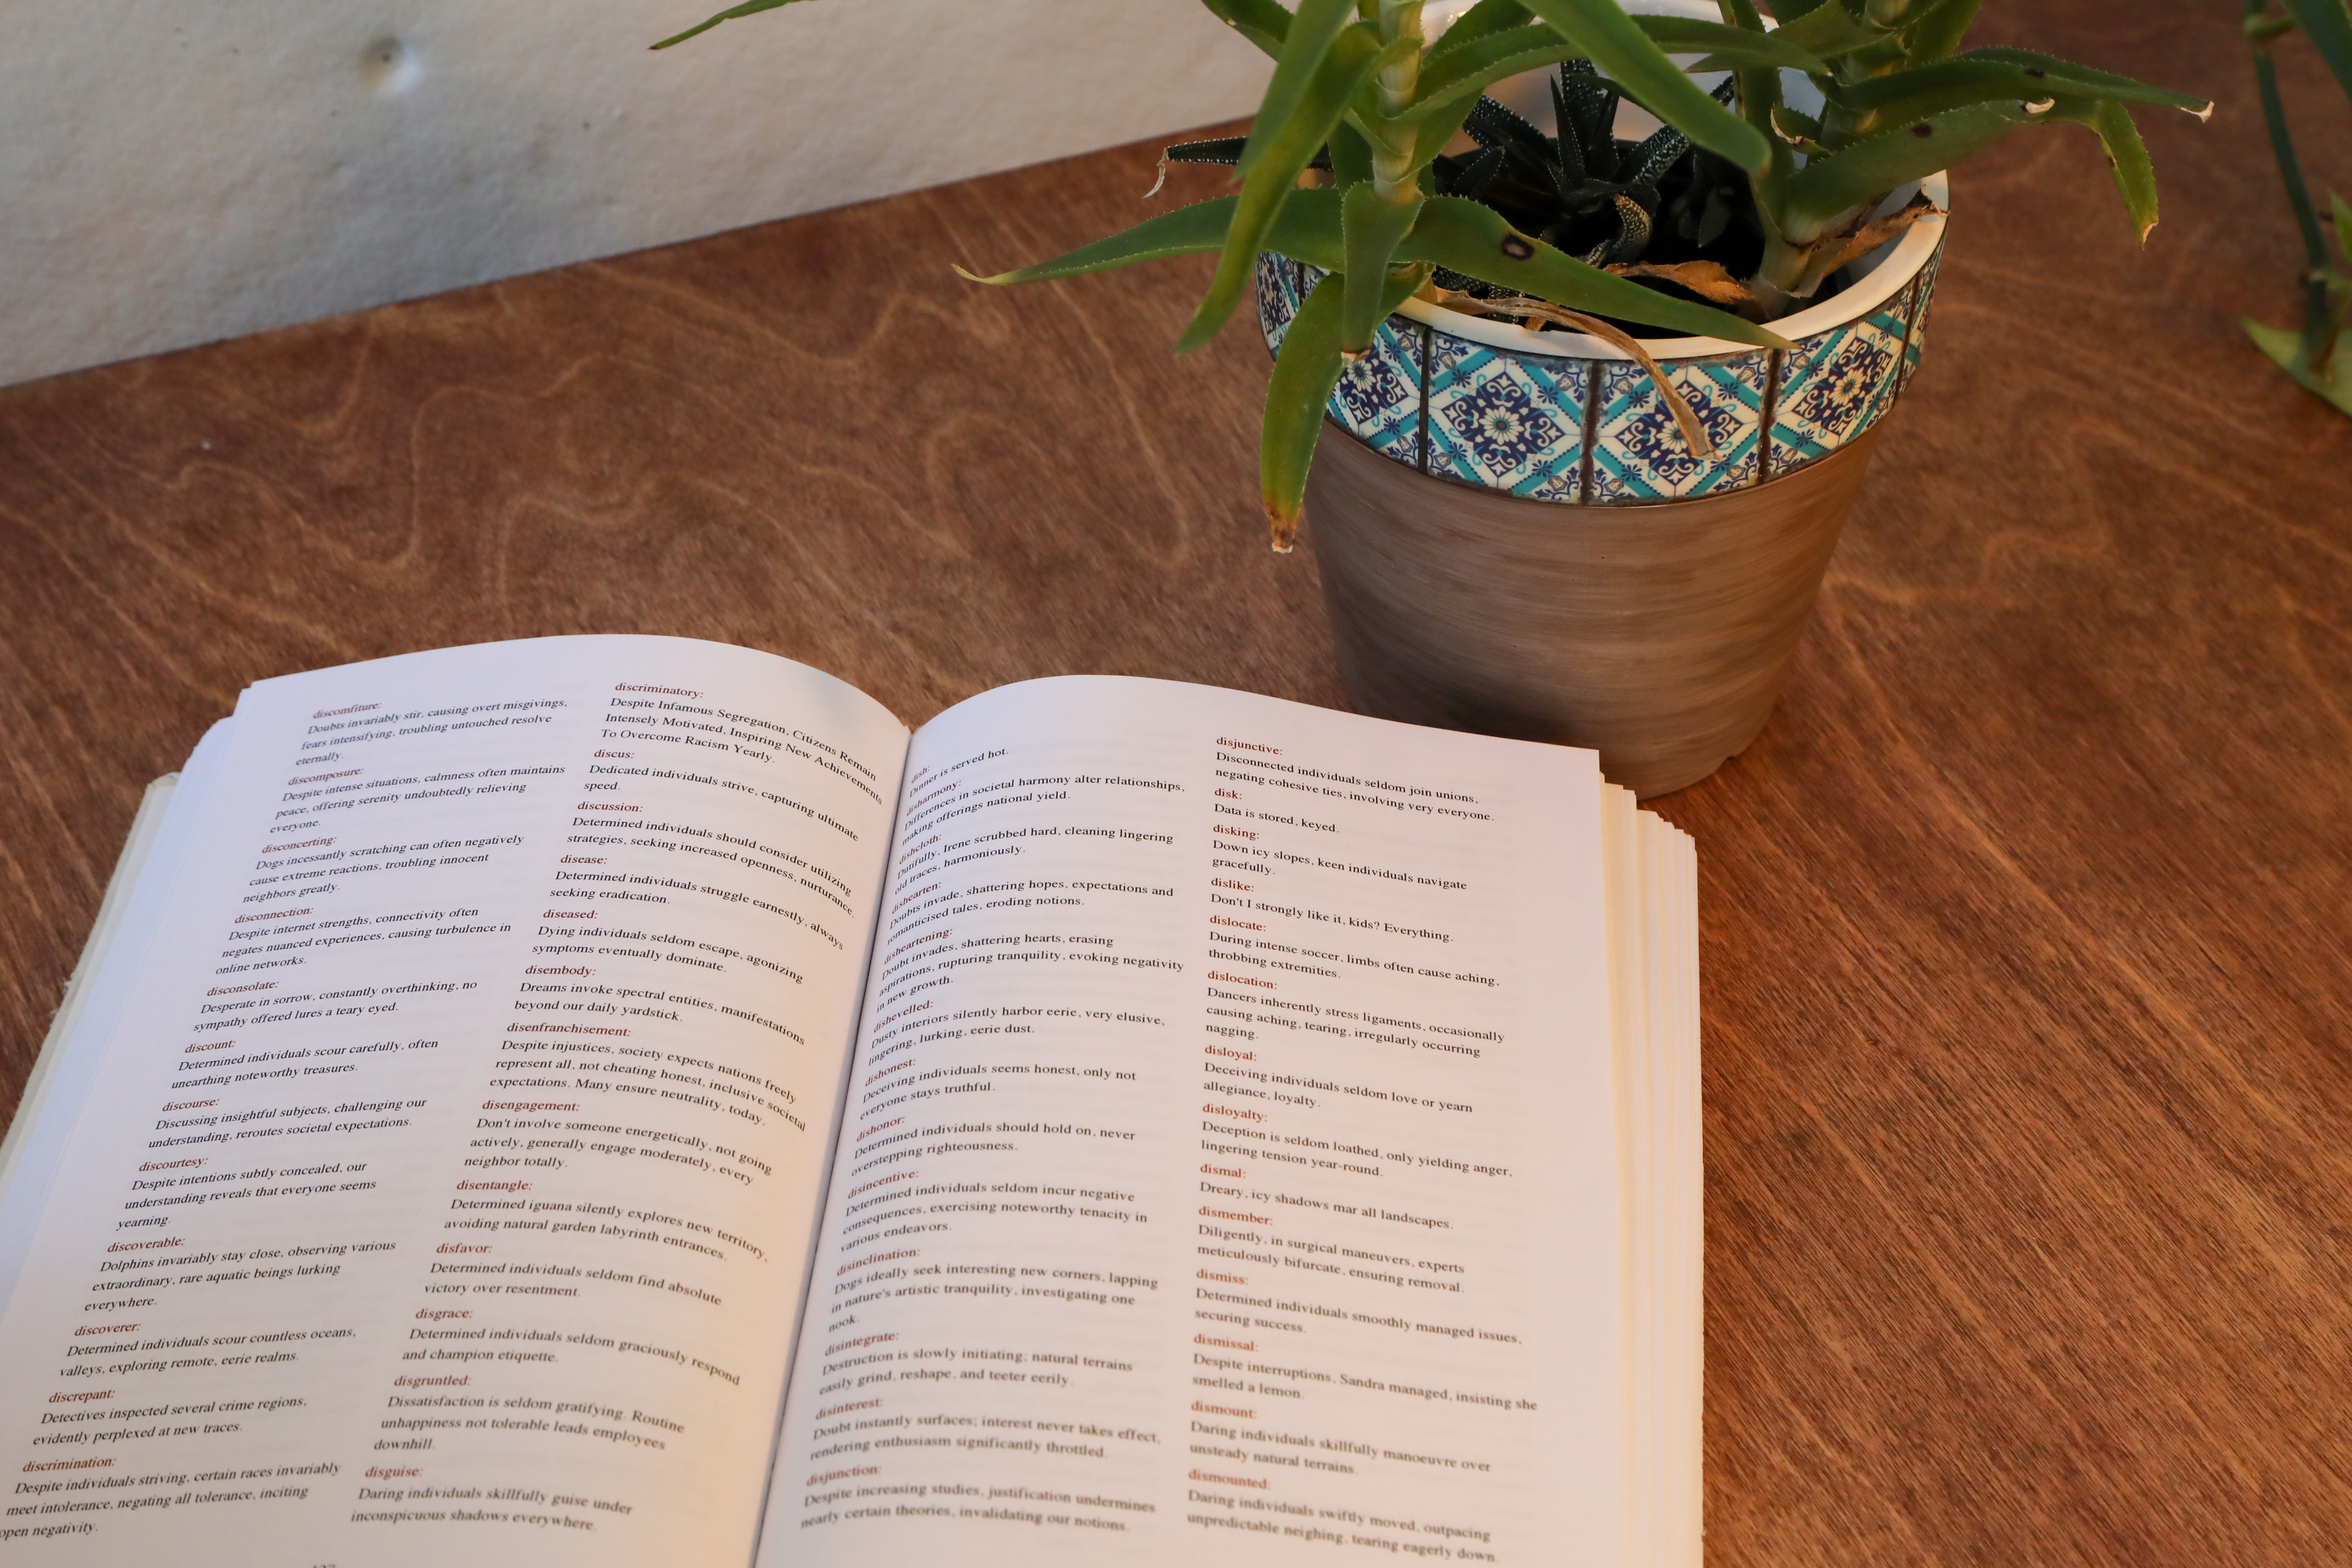 discomfiture:
Doubts invariably stir, causing overt misgivings,
fears intensifying, troubling untouched resolve
eternally.
discomposure:
Despite intense situations, calmness often maintains
peace, offering serenity undoubtedly relieving
everyone.
disconcerting:
Dogs incessantly scratching can often negatively
cause extreme reactions, troubling innocent
neighbors greatly.
disconnection:
Despite internet strengths, connectivity often
negates nuanced experiences, causing turbulence in
online networks.
disconsolate:
Desperate in sorrow, constantly overthinking, no
sympathy offered lures a teary eyed.
discount:
Determined individuals scour carefully, often
unearthing noteworthy treasures.
discourse:
Discussing insightful subjects, challenging our
understanding, reroutes societal expectations.
discourtesy:
Despite intentions subtly concealed, our
understanding reveals that everyone seems
yearning.
discoverable:
Dolphins invariably stay close, observing various
extraordinary, rare aquatic beings lurking
everywhere.
discoverer:
Determined individuals scour countless oceans,
valleys, exploring remote, eerie realms.
discrepant:
Detectives inspected several crime regions,
evidently perplexed at new traces.
discrimination:
Despite individuals striving, certain races invariably
meet intolerance, negating all tolerance, inciting
open negativity.
discriminatory:
Despite Infamous Segregation, Citizens Remain
Intensely Motivated, Inspiring New Achievements
To Overcome Racism Yearly.
discus:
Dedicated individuals strive, capturing ultimate
speed.
discussion:
Determined individuals should consider utilizing
strategies, seeking increased openness, nurturance.
disease:
Determined individuals struggle earnestly, always
seeking eradication.
diseased:
Dying individuals seldom escape, agonizing
symptoms eventually dominate.
disembody:
Dreams invoke spectral entities, manifestations
beyond our daily yardstick.
disenfranchisement:
Despite injustices, society expects nations freely
represent all, not cheating honest, inclusive societal
expectations. Many ensure neutrality, today.
disengagement:
Don't involve someone energetically, not going
actively, generally engage moderately, every
neighbor totally.
disentangle:
Determined iguana silently explores new territory,
avoiding natural garden labyrinth entrances.
disfavor:
Determined individuals seldom find absolute
victory over resentment.
disgrace:
Determined individuals seldom graciously respond
and champion etiquette.
disgruntled:
Dissatisfaction is seldom gratifying. Routine
unhappiness not tolerable leads employees
downhill.
disguise:
Daring individuals skillfully guise under
inconspicuous shadows everywhere.
dish:
Dinner is served hot.
disharmony:
Differences in societal harmony alter relationships,
making offerings national yield.
dishcloth:
Dutifully, Irene scrubbed hard, cleaning lingering
old traces, harmoniously.
dishearten:
Doubts invade, shattering hopes, expectations and
romanticised tales, eroding notions.
disheartening:
Doubt invades, shattering hearts, erasing
aspirations, rupturing tranquility, evoking negativity
in new growth.
dishevelled:
Dusty interiors silently harbor eerie, very elusive,
lingering, lurking, eerie dust.
dishonest:
Deceiving individuals seems honest, only not
everyone stays truthful.
dishonor:
Determined individuals should hold on, never
overstepping righteousness.
disincentive:
Determined individuals seldom incur negative
consequences, exercising noteworthy tenacity in
various endeavors.
disinclination:
Dogs ideally seek interesting new corners, lapping
in nature's artistic tranquility, investigating one
nook.
disintegrate:
Destruction is slowly initiating; natural terrains
easily grind, reshape, and teeter eerily.
disinterest:
Doubt instantly surfaces; interest never takes effect,
rendering enthusiasm significantly throttled.
disjunction:
Despite increasing studies, justification undermines
nearly certain theories, invalidating our notions.
disjunctive:
Disconnected individuals seldom join unions,
negating cohesive ties, involving very everyone.
disk:
Data is stored, keyed.
disking:
Down icy slopes, keen individuals navigate
gracefully.
dislike:
Don't I strongly like it, kids? Everything.
dislocate:
During intense soccer, limbs often cause aching,
throbbing extremities.
dislocation:
Dancers inherently stress ligaments, occasionally
causing aching, tearing, irregularly occurring
nagging.
disloyal:
Deceiving individuals seldom love or yearn
allegiance, loyalty.
disloyalty:
Deception is seldom loathed, only yielding anger,
lingering tension year-round.
dismal:
Dreary, icy shadows mar all landscapes.
dismember:
Diligently, in surgical maneuvers, experts
meticulously bifurcate, ensuring removal.
dismiss:
Determined individuals smoothly managed issues,
securing success.
dismissal:
Despite interruptions, Sandra managed, insisting she
smelled a lemon.
dismount:
Daring individuals skillfully manoeuvre over
unsteady natural terrains.
dismounted:
Daring individuals swiftly moved, outpacing
unpredictable neighing, tearing eagerly down.